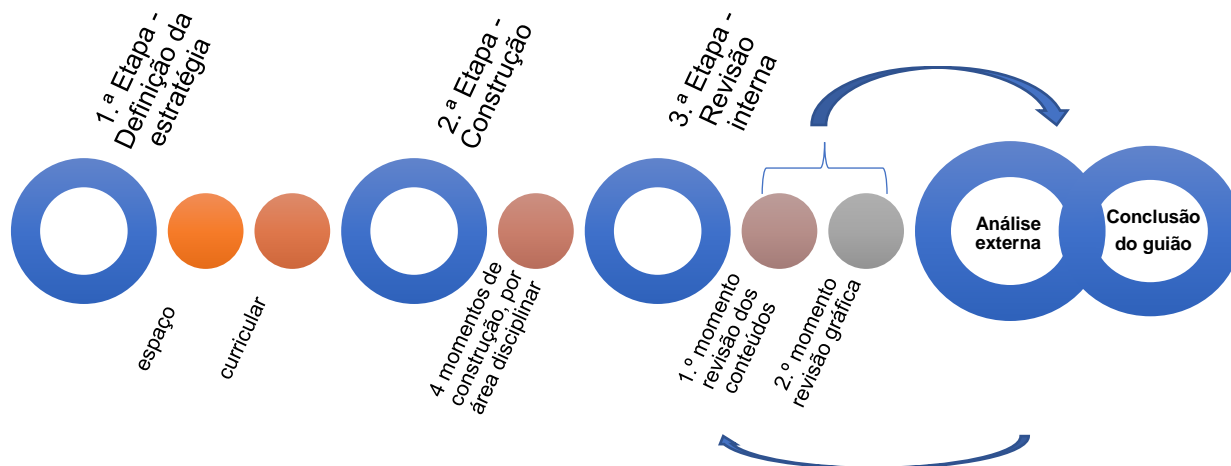 1.ª Etapa -
Definição da
estratégia
espaço
curricular
2.ª Etapa -
Construção
4 momentos de
construção, por
área disciplinar
3.ª Etapa -
Revisão
interna
1.º momento
revisão dos
conteúdos
2.º momento
revisão gráfica
Análise
externa
Conclusão
do guião